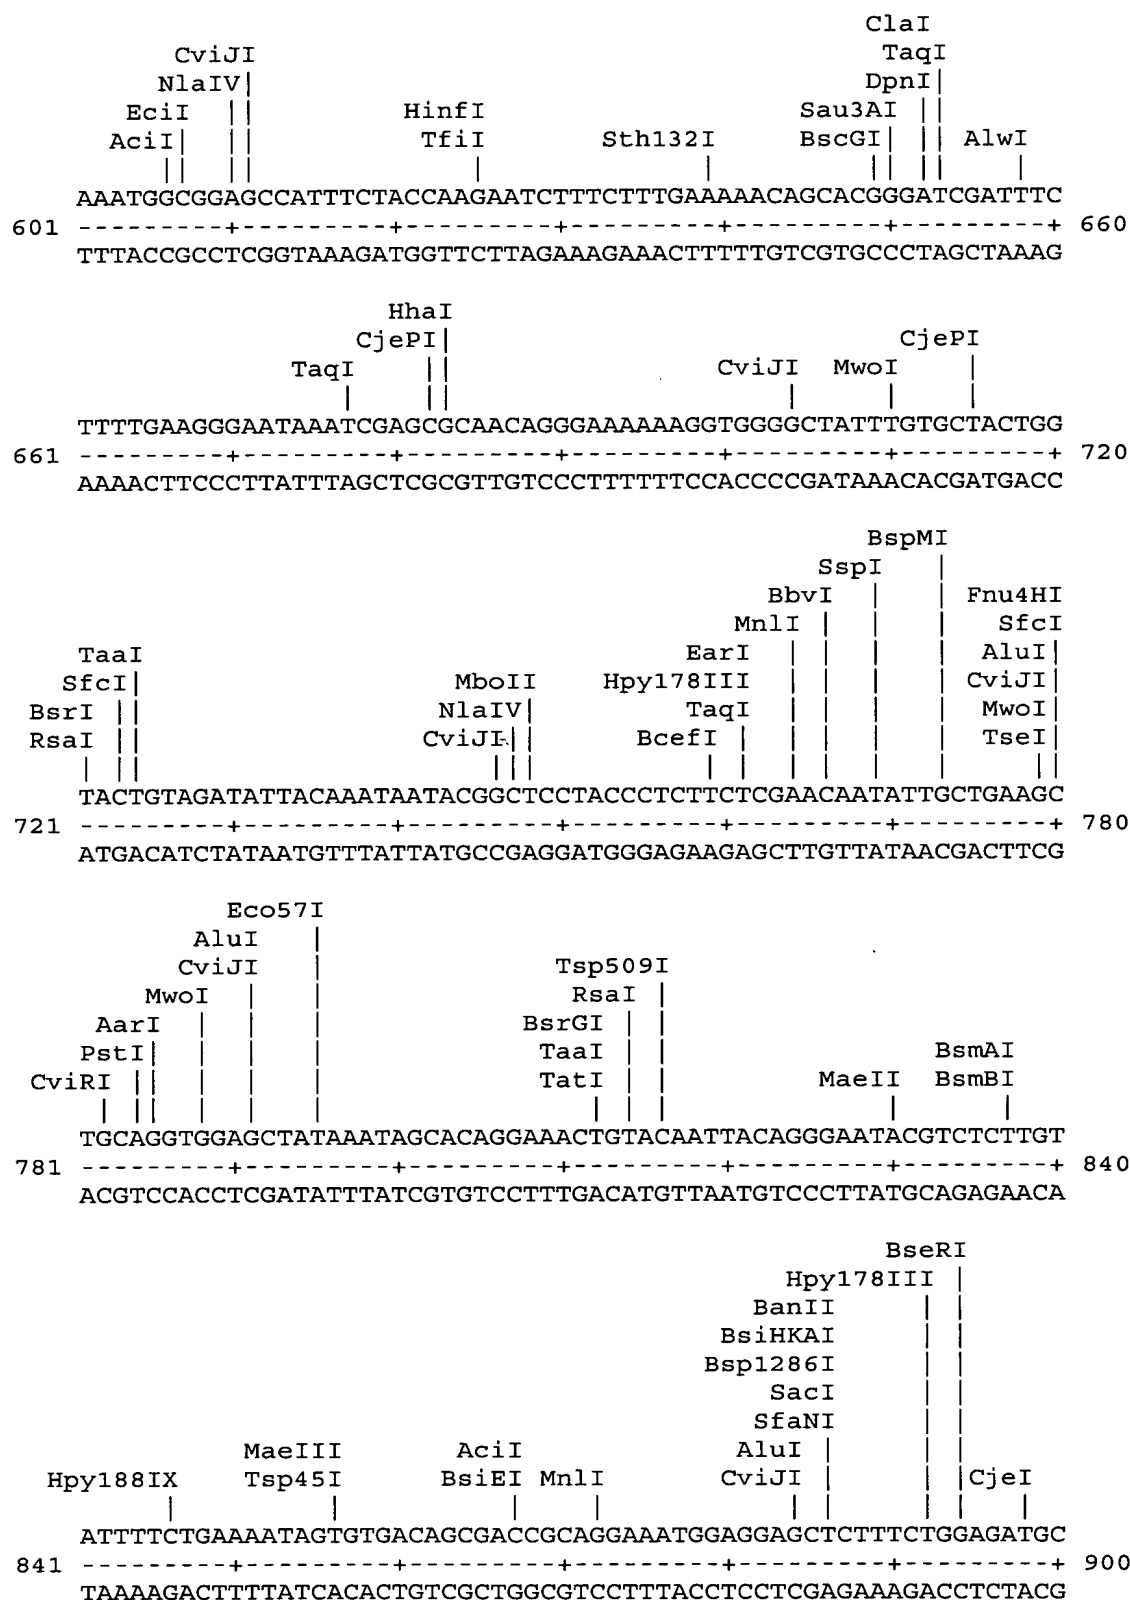 ClaI
CviJI TaqI
NlaIV| DpnI|
EciI || HinfI Sau3AI ||
AciI| || TfiI Sth132I BscGI| || AlwI
AAATGGCGGAGCCATTTCTACCAAGAATCTTTCTTTGAAAAACAGCACGGGATCGATTTC
601 ---------+---------+---------+---------+---------+---------+ 660
TTTACCGCCTCGGTAAAGATGGTTCTTAGAAAGAAACTTTTTGTCGTGCCCTAGCTAAAG
HhaI
CjePI| CjePI
TaqI || CviJI MwoI |
TTTTGAAGGGAATAAATCGAGCGCAACAGGGAAAAAAGGTGGGGCTATTTGTGCTACTGG
661 ---------+---------+---------+---------+---------+---------+ 720
AAAACTTCCCTTATTTAGCTCGCGTTGTCCCTTTTTTCCACCCCGATAAACACGATGACC
BspMI
SspI |
BbvI | | Fnu4HI
MnlI | | | SfcI
TaaI EarI | | | | AluI|
SfcI| MboII Hpy178III | | | | CviJI|
BsrI || NlaIV| TaqI | | | | MwoI|
RsaI || CviJI|| BcefI | | | | | TseI|
TACTGTAGATATTACAAATAATACGGCTCCTACCCTCTTCTCGAACAATATTGCTGAAGC
721 ---------+---------+---------+---------+---------+---------+ 780
ATGACATCTATAATGTTTATTATGCCGAGGATGGGAGAAGAGCTTGTTATAACGACTTCG
Eco57I
AluI |
CviJI | Tsp509I
MwoI | | RsaI |
AarI | | | BsrGI | |
PstI| | | | TaaI | | BsmAI
CviRI || | | | TatI | | MaeII BsmBI
TGCAGGTGGAGCTATAAATAGCACAGGAAACTGTACAATTACAGGGAATACGTCTCTTGT
781 ---------+---------+---------+---------+---------+---------+ 840
ACGTCCACCTCGATATTTATCGTGTCCTTTGACATGTTAATGTCCCTTATGCAGAGAACA
BseRI
Hpy178III |
BanII | |
BsiHKAI | |
Bsp1286I | |
SacI | |
SfaNI | |
MaeIII AciI AluI | | |
Hpy188IX Tsp45I BsiEI MnlI CviJI | | | CjeI
ATTTTCTGAAAATAGTGTGACAGCGACCGCAGGAAATGGAGGAGCTCTTTCTGGAGATGC
841 ---------+---------+---------+---------+---------+---------+ 900
TAAAAGACTTTTATCACACTGTCGCTGGCGTCCTTTACCTCCTCGAGAAAGACCTCTACG